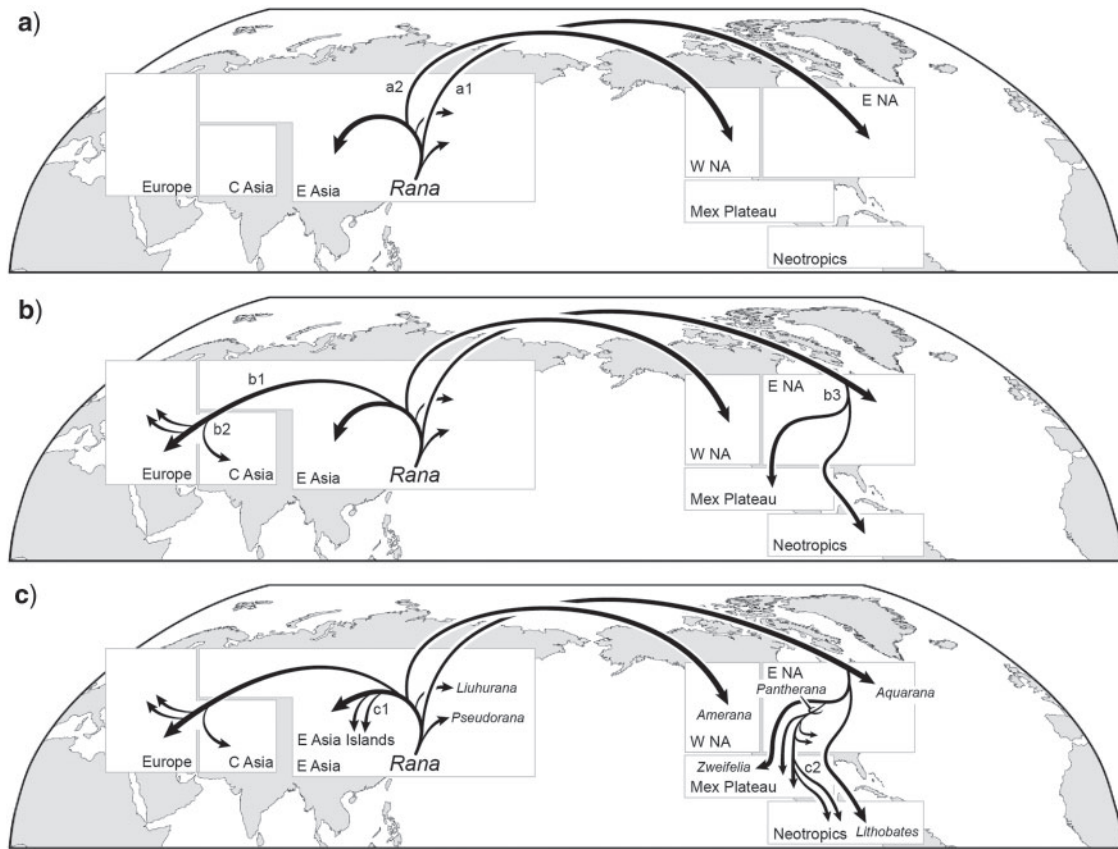 a)
a2
a1
E NA
W NA
Europe
C Asia
E Asia
Rana
Mex Plateau
Neotropics
b)
b1
E NA
b3
b2
Europe
C Asia
E Asia
Rana
W NA
Mex Plateau
Neotropics
c)
E NA
Liuhurana
Pantherana
Aquarana
c1
Pseudorana
Amerana
E Asia Islands
W NA
Europe
C Asia
E Asia
Rana
Zweifelia
c2
Mex Plateau
Neotropics
Lithobates